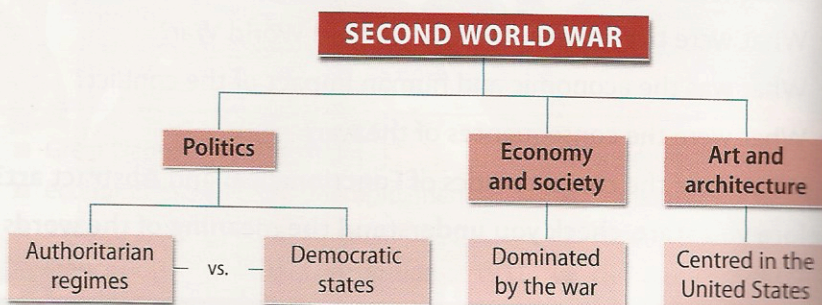 SECOND WORLD WAR
Politics
Economy
and society
Art and
architecture
Authoritarian
regimes
vs.
Democratic
states
Dominated
by the war
Centred in the
United States